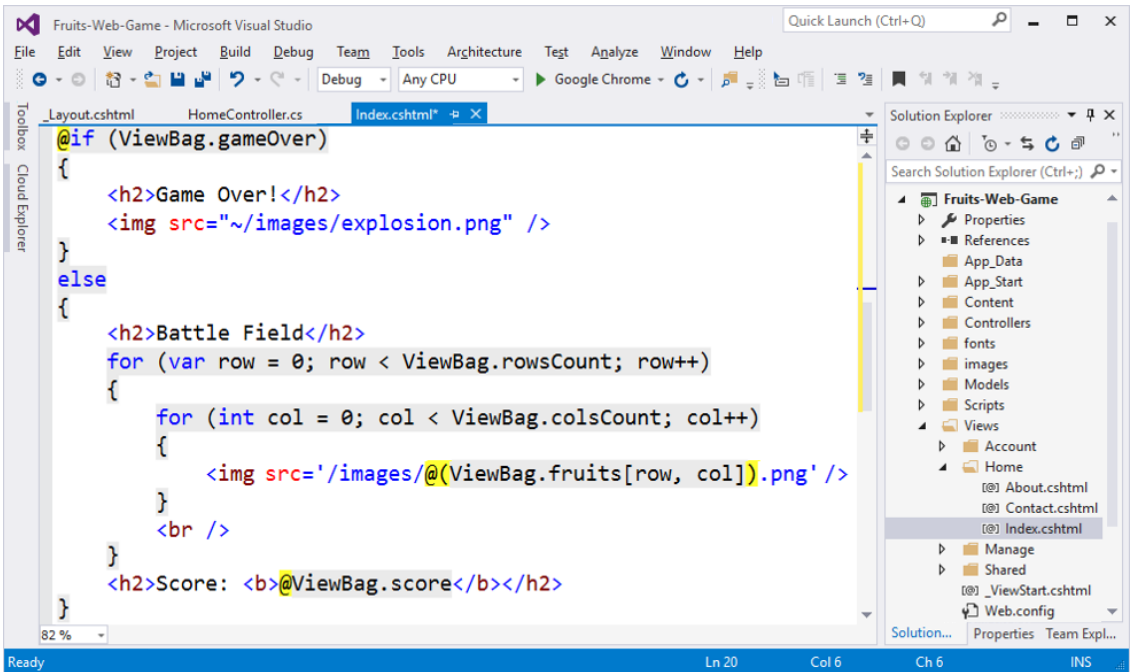 Fruits-Web-Game - Microsoft Visual Studio
Quick Launch (Ctrl+Q)
File Edit View Project Build Debug Team Tools Architecture Test Analyze Window Help
Debug Any CPU Google Chrome
Toolbox
Cloud Explorer
_Layout.cshtml HomeController.cs Index.cshtml*
@if (ViewBag.gameOver)
{
<h2>Game Over!</h2>
<img src="~/images/explosion.png" />
}
else
{
<h2>Battle Field</h2>
for (var row = 0; row < ViewBag.rowsCount; row++)
{
for (int col = 0; col < ViewBag.colsCount; col++)
{
<img src='/images/@(ViewBag.fruits[row, col]).png'/>
}
<br />
}
<h2>Score: <b>@ViewBag.score</b></h2>
}
82 %
Solution Explorer
Search Solution Explorer (Ctrl+;)
Fruits-Web-Game
Properties
References
App_Data
App_Start
Content
Controllers
fonts
images
Models
Scripts
Views
Account
Home
[@] About.cshtml
[@] Contact.cshtml
[@] Index.cshtml
Manage
Shared
[@] _ViewStart.cshtml
Web.config
Solution... Properties Team Expl...
Ready Ln 20 Col 6 Ch 6 INS